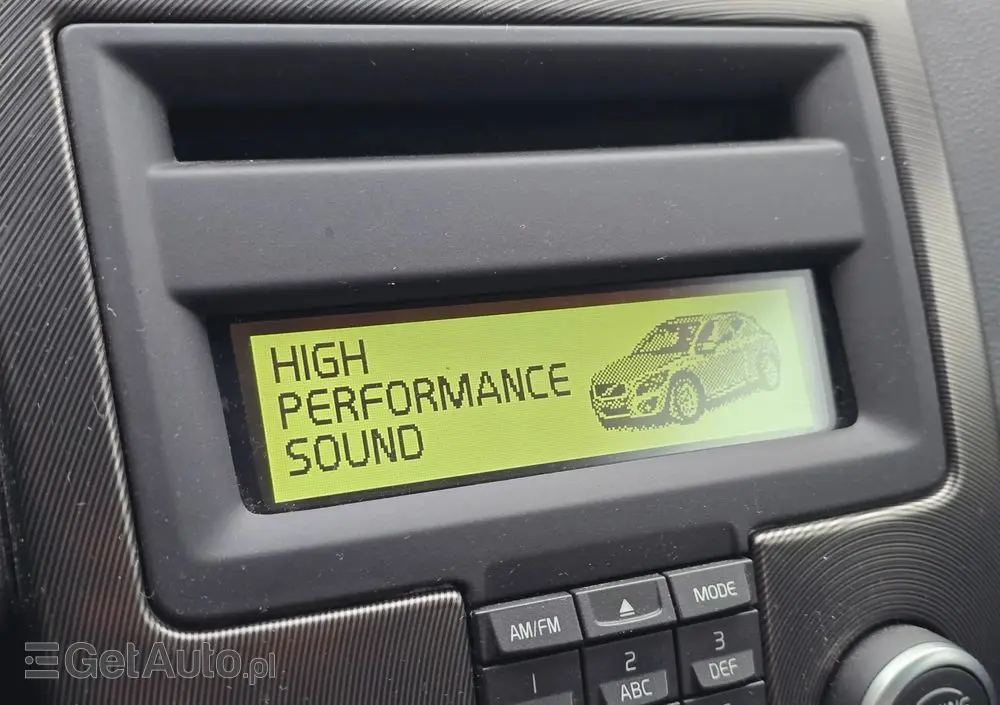 HIGH
PERFORMANCE
SOUND
AM/FM
MODE
1
2
ABC
3
DEF
GetAuto.pl